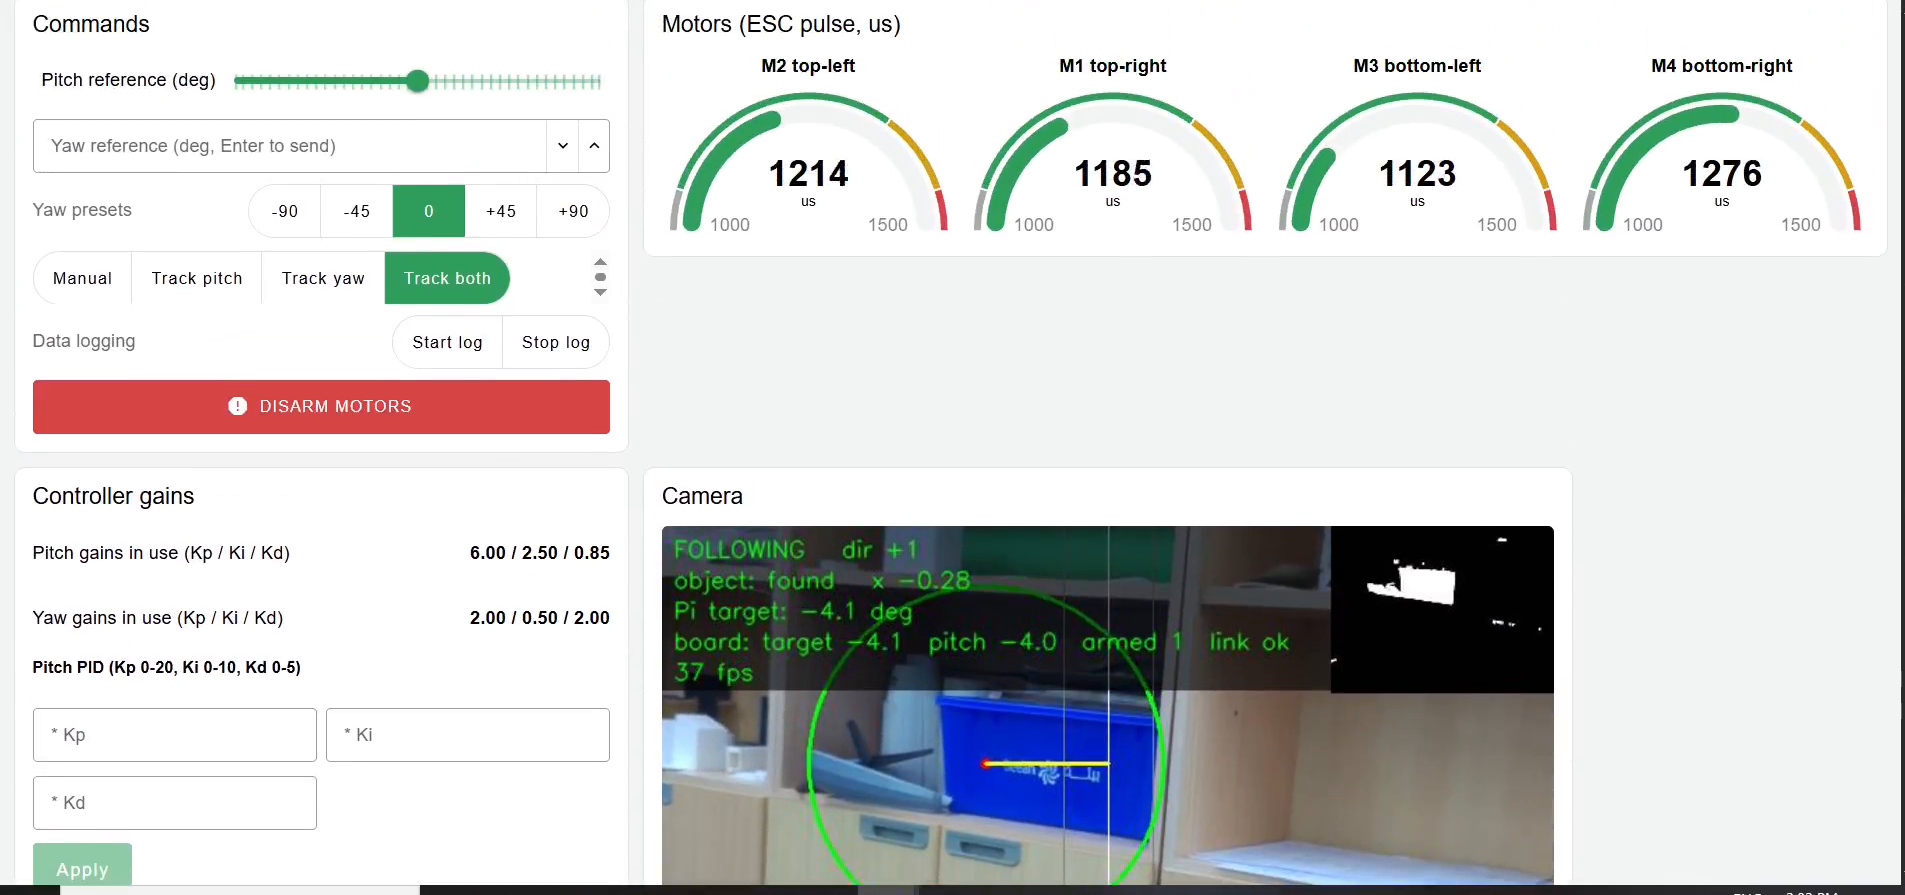 Commands
Pitch reference (deg)
Yaw reference (deg, Enter to send)
Yaw presets
-90 -45 0 +45 +90
Manual Track pitch Track yaw Track both
Data logging
Start log Stop log
DISARM MOTORS
Motors (ESC pulse, us)
M2 top-left
1214
us
1000 1500
M1 top-right
1185
us
1000 1500
M3 bottom-left
1123
us
1000 1500
M4 bottom-right
1276
us
1000 1500
Controller gains
Pitch gains in use (Kp / Ki / Kd) 6.00 / 2.50 / 0.85
Yaw gains in use (Kp / Ki / Kd) 2.00 / 0.50 / 2.00
Pitch PID (Kp 0-20, Ki 0-10, Kd 0-5)
* Kp * Ki
* Kd
Apply
Camera
FOLLOWING dir +1
object: found x -0.28
Pi target: -4.1 deg
board: target -4.1 pitch -4.0 armed 1 link ok
37 fps